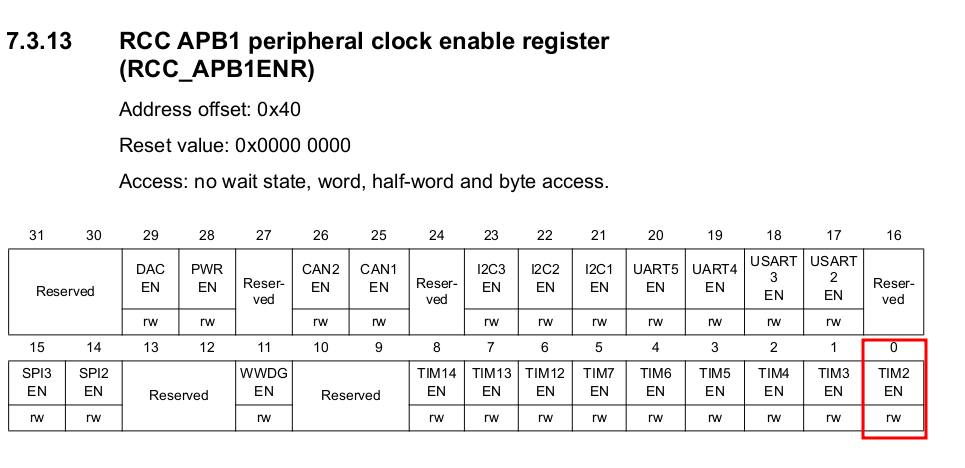 7.3.13 RCC APB1 peripheral clock enable register
(RCC_APB1ENR)
Address offset: 0x40
Reset value: 0x0000 0000
Access: no wait state, word, half-word and byte access.
31 30 29 28 27 26 25 24 23 22 21 20 19 18 17 16
Reserved DAC EN PWR EN Reser-ved CAN2 EN CAN1 EN Reser-ved I2C3 EN I2C2 EN I2C1 EN UART5 EN UART4 EN USART 3 EN USART 2 EN Reser-ved
rw rw rw rw rw rw rw rw rw rw rw
15 14 13 12 11 10 9 8 7 6 5 4 3 2 1 0
SPI3 EN SPI2 EN Reserved WWDG EN Reserved TIM14 EN TIM13 EN TIM12 EN TIM7 EN TIM6 EN TIM5 EN TIM4 EN TIM3 EN TIM2 EN
rw rw rw rw rw rw rw rw rw rw rw rw